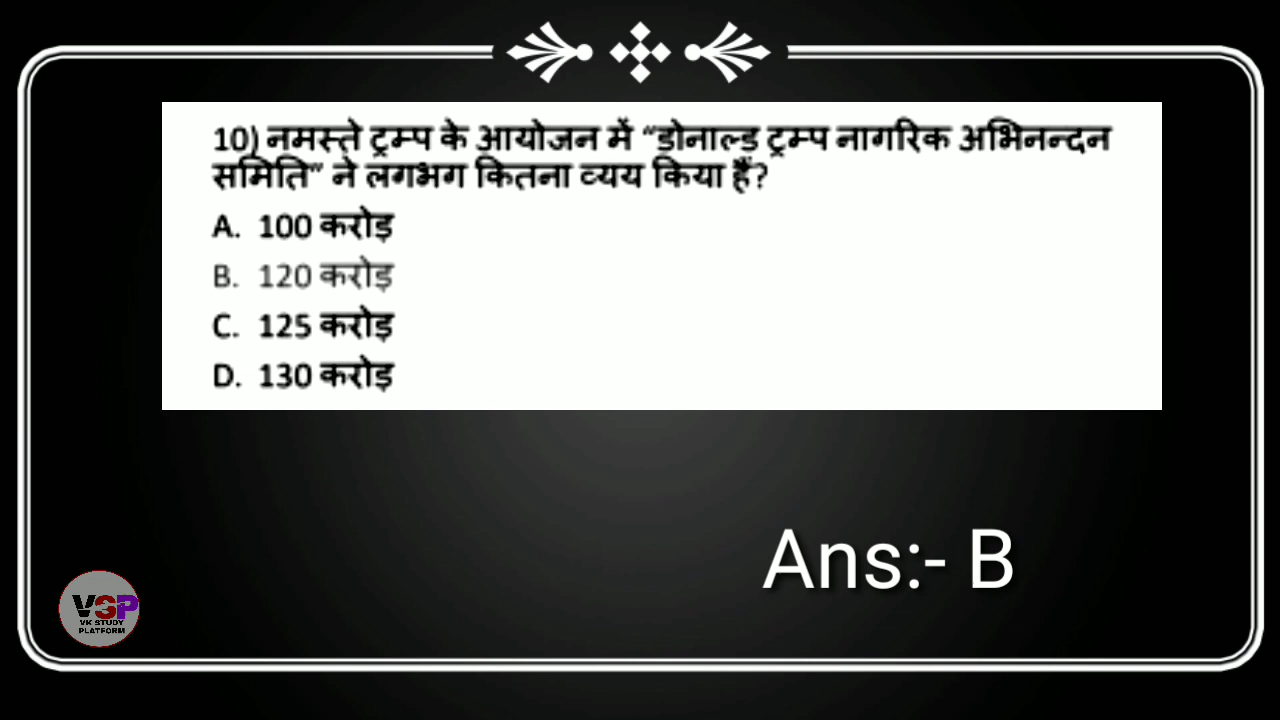 10) नमस्ते ट्रम्प के आयोजन में “डोनाल्ड ट्रम्प नागरिक अभिनन्दन
समिति” ने लगभग कितना व्यय किया हैं?
A. 100 करोड़
B. 120 करोड़
C. 125 करोड़
D. 130 करोड़
Ans:- B
VSP
VK STUDY
PLATFORM